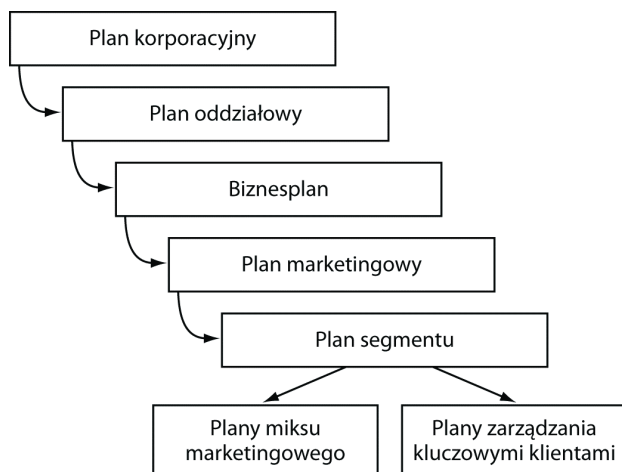 Plan korporacyjny
Plan oddziałowy
Biznesplan
Plan marketingowy
Plan segmentu
Plany miksu
marketingowego
Plany zarządzania
kluczowymi klientami